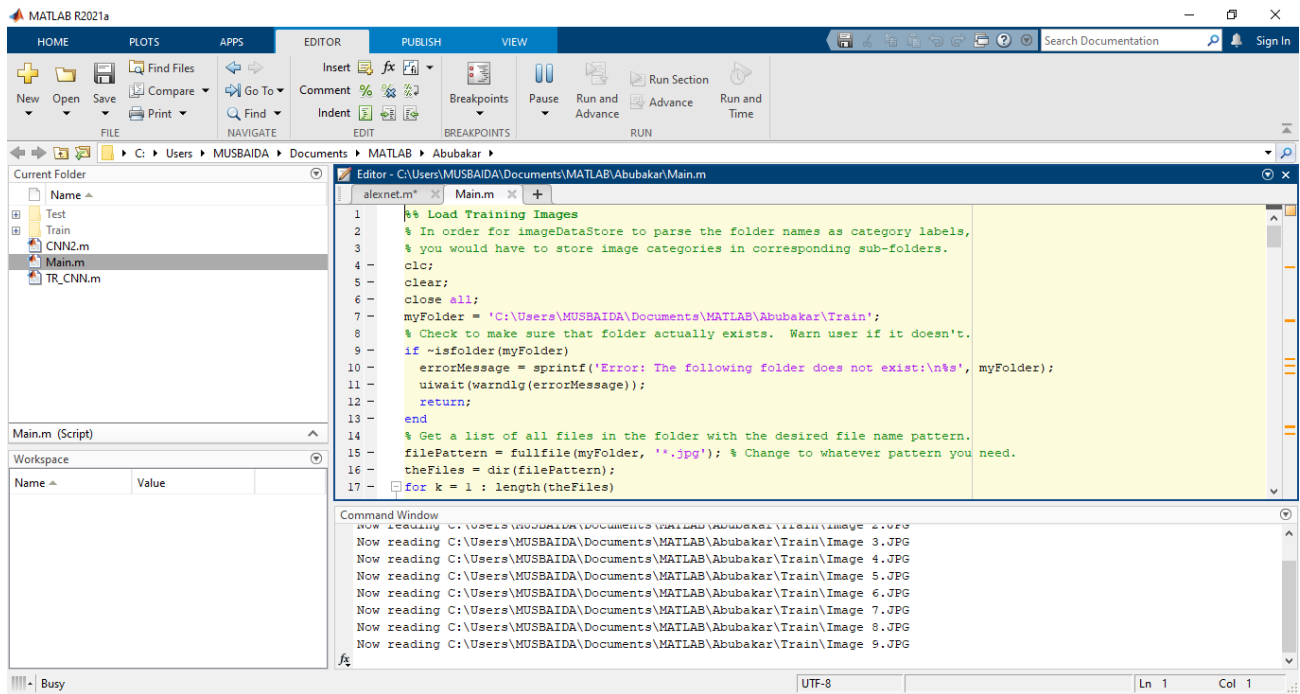 MATLAB R2021a
HOME PLOTS APPS EDITOR PUBLISH VIEW Search Documentation Sign In
New Open Save Find Files Compare Print
FILE
Go To Find
NAVIGATE
Insert fx
Comment
Indent
EDIT
Breakpoints
BREAKPOINTS
Pause Run and Advance Run Section Advance Run and Time
RUN
C: Users MUSBAIDA Documents MATLAB Abubakar
Current Folder
Name
Test
Train
CNN2.m
Main.m
TR_CNN.m
Main.m (Script)
Workspace
Name Value
Editor - C:\Users\MUSBAIDA\Documents\MATLAB\Abubakar\Main.m
alexnet.m* Main.m +
1 %% Load Training Images
2 % In order for imageDataStore to parse the folder names as category labels,
3 % you would have to store image categories in corresponding sub-folders.
4 - clc;
5 - clear;
6 - close all;
7 - myFolder = 'C:\Users\MUSBAIDA\Documents\MATLAB\Abubakar\Train';
8 % Check to make sure that folder actually exists.  Warn user if it doesn't.
9 - if ~isfolder(myFolder)
10 - errorMessage = sprintf('Error: The following folder does not exist:\n%s', myFolder);
11 - uiwait(warndlg(errorMessage));
12 - return;
13 - end
14 % Get a list of all files in the folder with the desired file name pattern.
15 - filePattern = fullfile(myFolder, '*.jpg'); % Change to whatever pattern you need.
16 - theFiles = dir(filePattern);
17 - for k = 1 : length(theFiles)
Command Window
Now reading C:\Users\MUSBAIDA\Documents\MATLAB\Abubakar\Train\Image 2.JPG
Now reading C:\Users\MUSBAIDA\Documents\MATLAB\Abubakar\Train\Image 3.JPG
Now reading C:\Users\MUSBAIDA\Documents\MATLAB\Abubakar\Train\Image 4.JPG
Now reading C:\Users\MUSBAIDA\Documents\MATLAB\Abubakar\Train\Image 5.JPG
Now reading C:\Users\MUSBAIDA\Documents\MATLAB\Abubakar\Train\Image 6.JPG
Now reading C:\Users\MUSBAIDA\Documents\MATLAB\Abubakar\Train\Image 7.JPG
Now reading C:\Users\MUSBAIDA\Documents\MATLAB\Abubakar\Train\Image 8.JPG
Now reading C:\Users\MUSBAIDA\Documents\MATLAB\Abubakar\Train\Image 9.JPG
fx
Busy UTF-8 Ln 1 Col 1